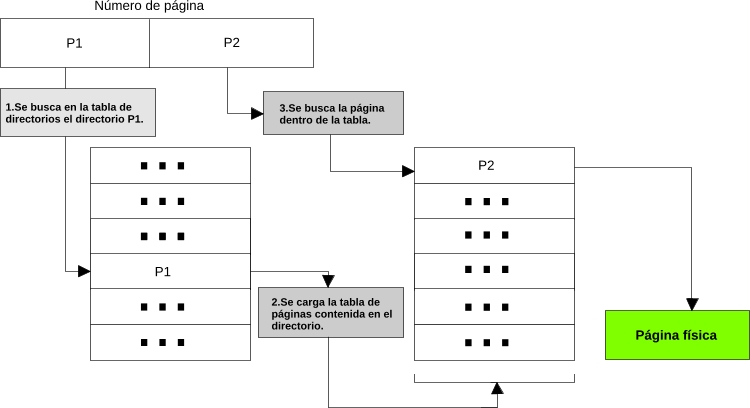 Número de página
P1
P2
1.Se busca en la tabla de
directorios el directorio P1.
3.Se busca la página
dentro de la tabla.
P2
P1
2.Se carga la tabla de
páginas contenida en el
directorio.
Página física